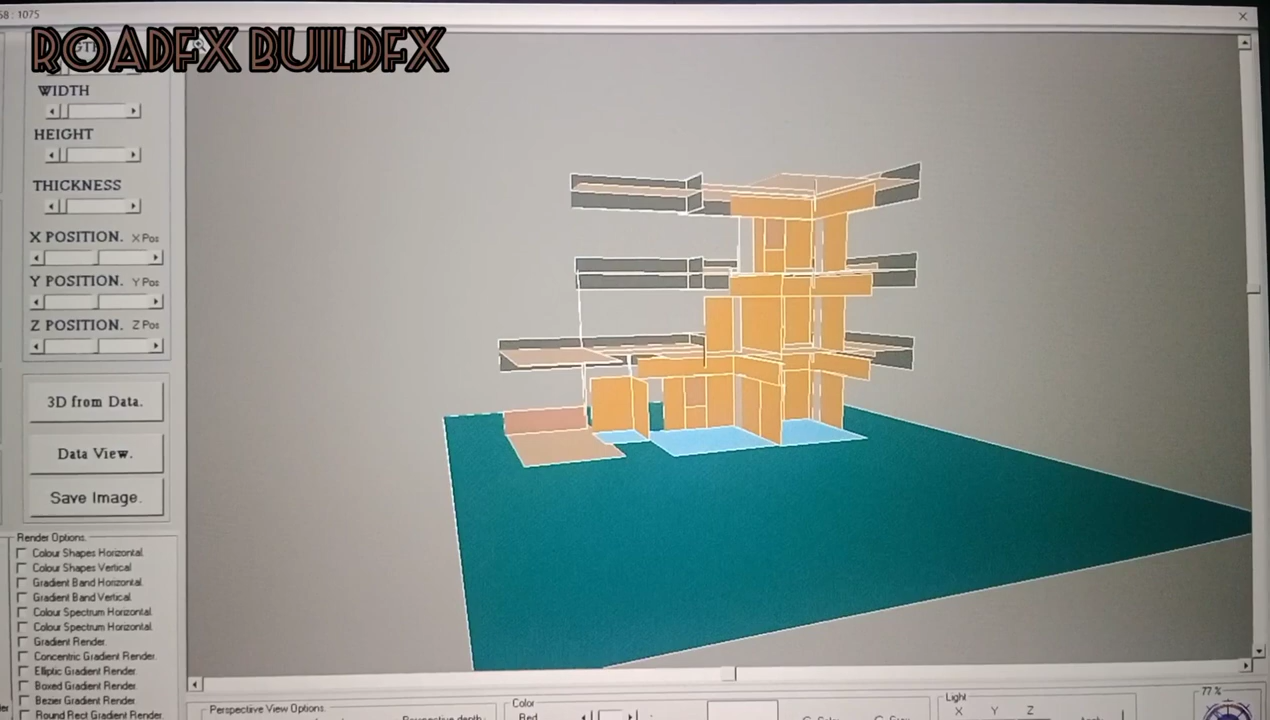 68 : 1075
ROADFX BUILDFX
WIDTH
HEIGHT
THICKNESS
X POSITION. X Pos
Y POSITION. Y Pos
Z POSITION. Z Pos
3D from Data.
Data View.
Save Image.
Render Options.
Colour Shapes Horizontal.
Colour Shapes Vertical
Gradient Band Horizontal.
Gradient Band Vertical.
Colour Spectrum Horizontal.
Colour Spectrum Horizontal.
Gradient Render.
Concentric Gradient Render.
Elliptic Gradient Render.
Boxed Gradient Render.
Bezier Gradient Render.
Round Rect Gradient Render.
Perspective View Options.
Color
Red
Light
X Y Z
77 %